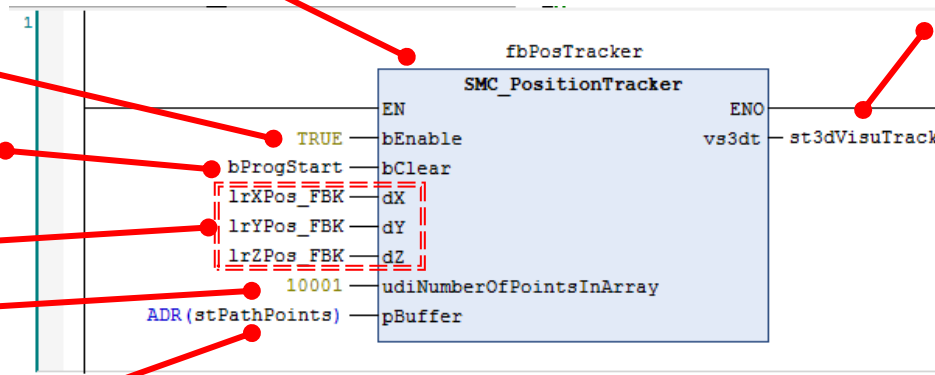 1
fbPosTracker
SMC_PositionTracker
EN ENO
TRUE bEnable vs3dt st3dVisuTrack
bProgStart bClear
lrXPos_FBK dX
lrYPos_FBK dY
lrZPos_FBK dZ
10001 udiNumberOfPointsInArray
ADR(stPathPoints) pBuffer